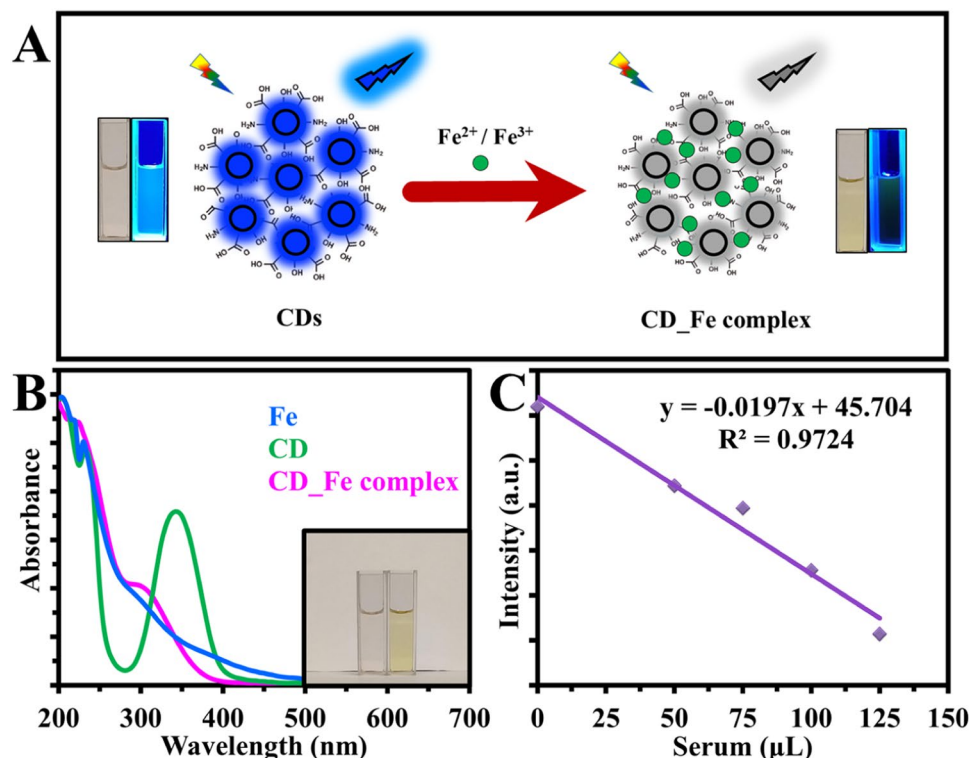 A
Fe²⁺ / Fe³⁺
CDs
CD_Fe complex
B
Fe
CD
CD_Fe complex
Absorbance
200 300 400 500 600 700
Wavelength (nm)
C
y = -0.0197x + 45.704
R² = 0.9724
Intensity (a.u.)
0 25 50 75 100 125 150
Serum (µL)